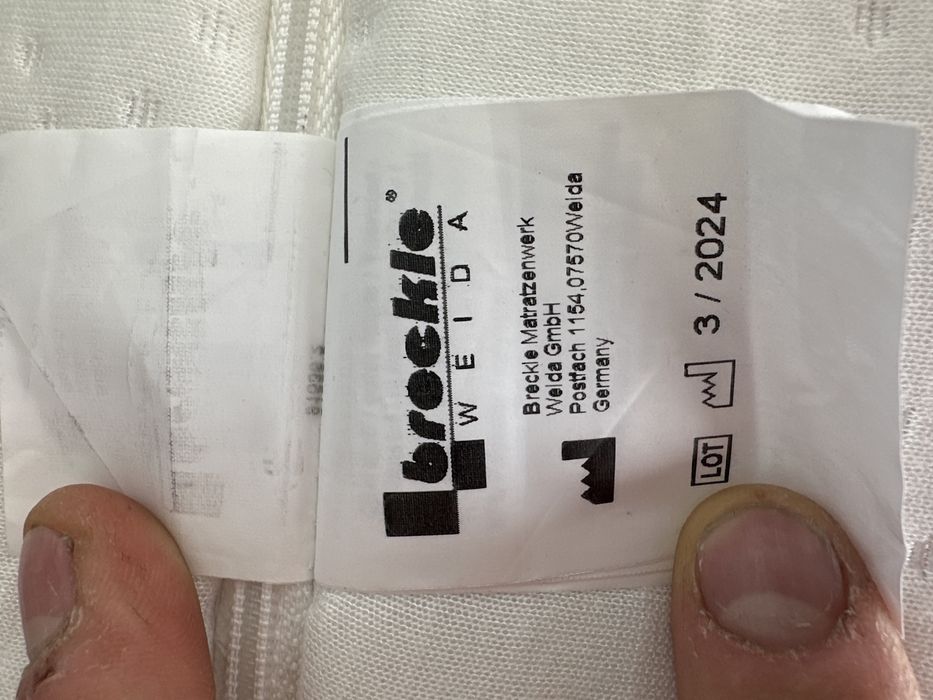 breckle®
WEIDA
Breckle Matratzenwerk
Weida GmbH
Postfach 1154,07570Weida
Germany
LOT 3 / 2024